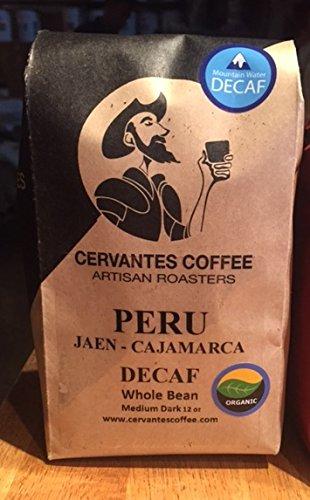 Mountain Water
DECAF
CERVANTES COFFEE
ARTISAN ROASTERS
PERU
JAEN - CAJAMARCA
DECAF
Whole Bean
Medium Dark 12 oz
www.cervantescoffee.com
ORGANIC